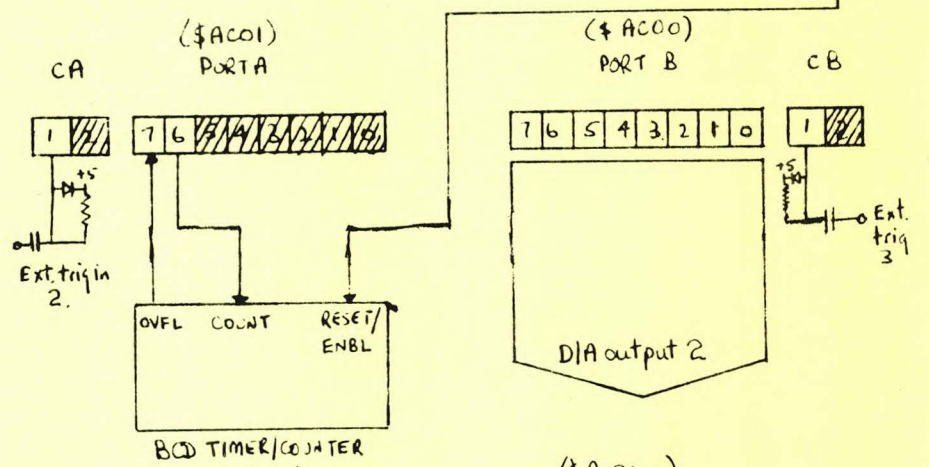 ($AC01)
PORT A
($AC00)
PORT B
CA
CB
1
7 6
7 6 5 4 3 2 1 0
1
+5
+5
Ext. trig in
2.
Ext.
trig
3
OVFL COUNT RESET/
ENBL
D/A output 2
BCD TIMER/COUNTER